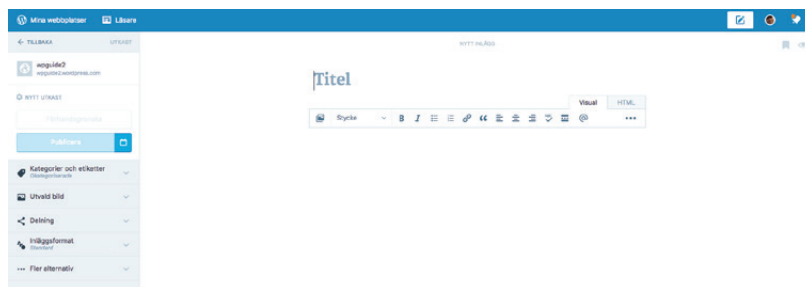 Mina webbplatser
Läsare
TILLBAKA
UTKAST
wpguide2
wpguide2.wordpress.com
NYTT UTKAST
Förhandsgranska
Publicera
Kategorier och etiketter
Okategoriserade
Utvald bild
Delning
Inläggsformat
Standard
Fler alternativ
NYTT INLÄGG
Titel
Visual
HTML
Stycke
B
I